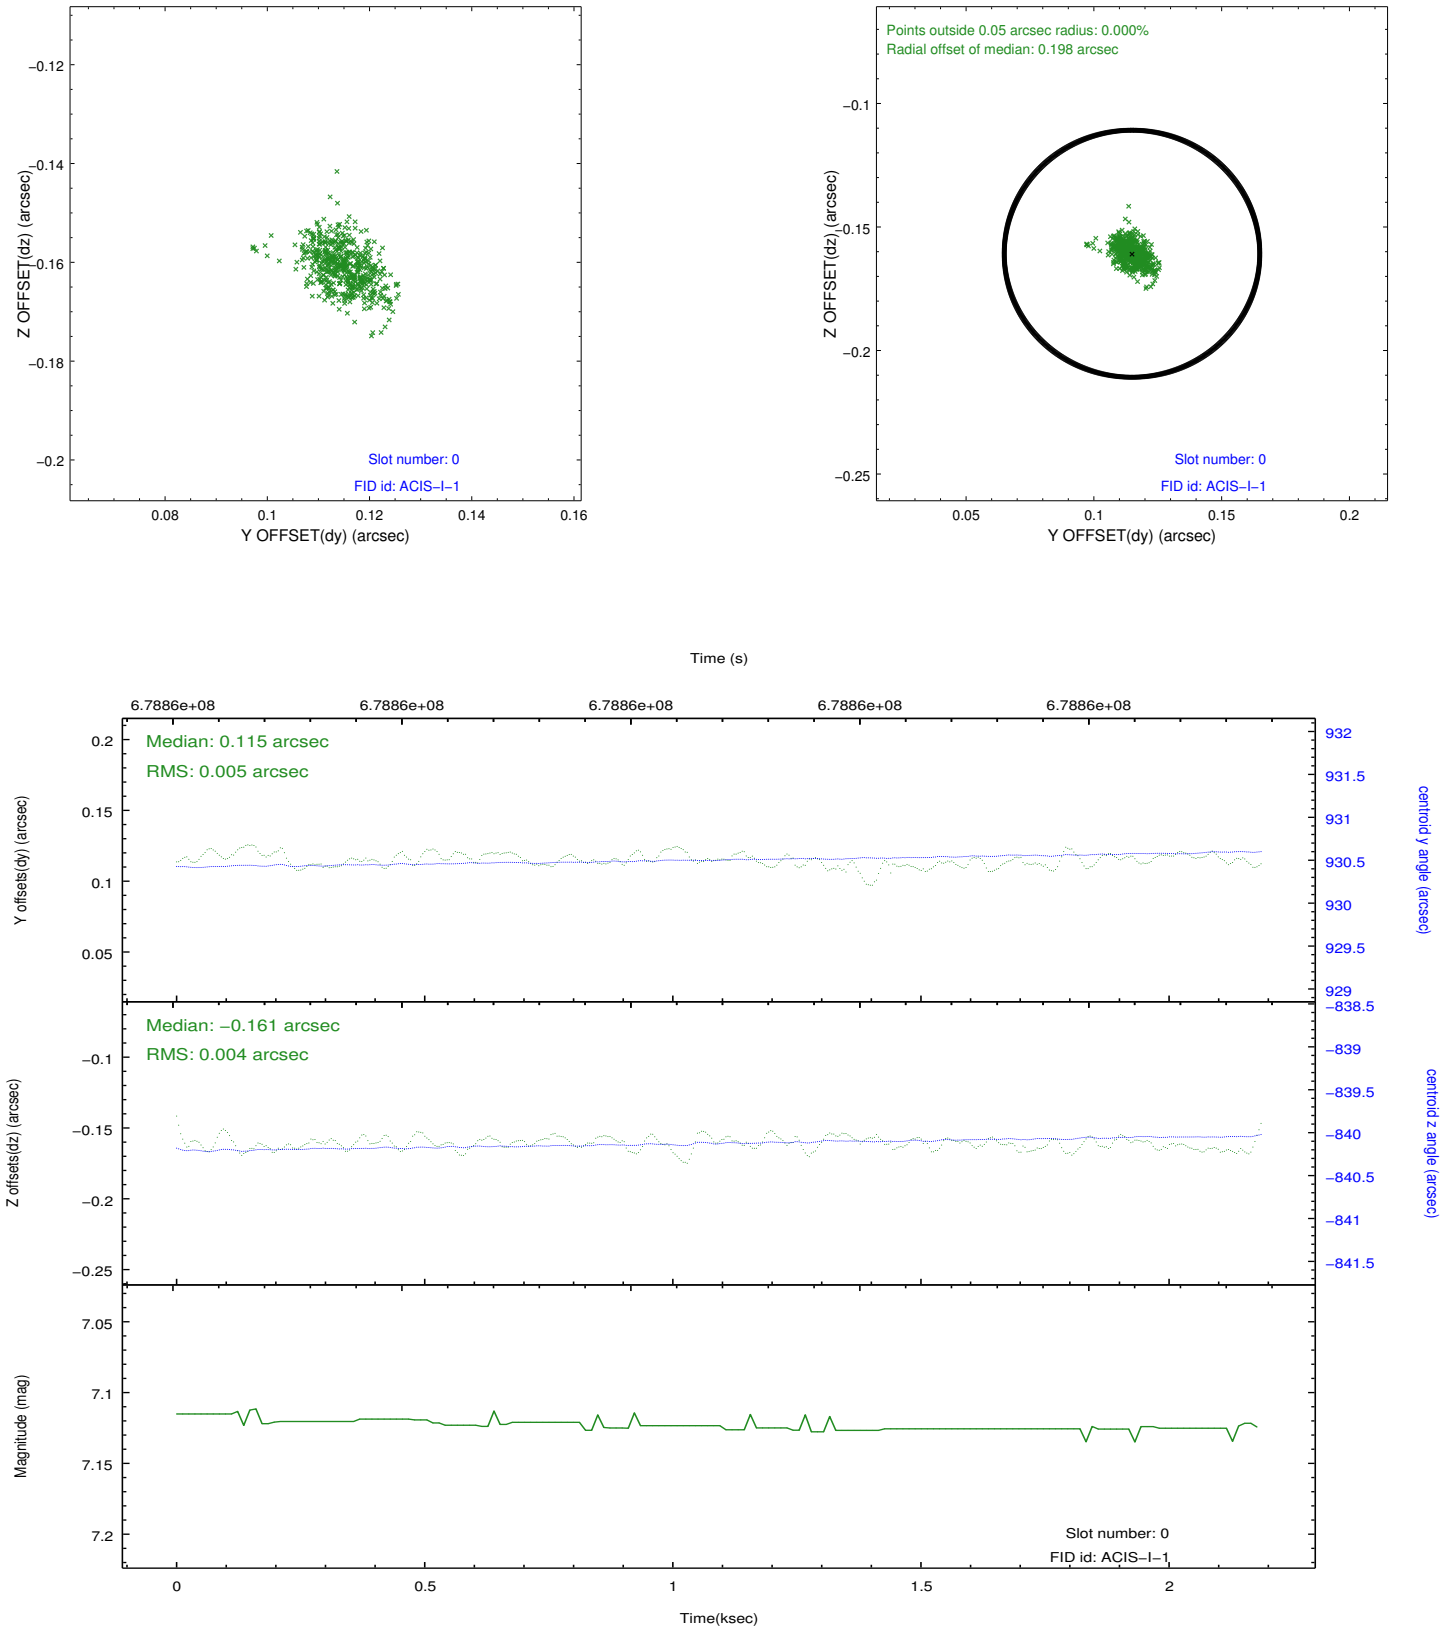 −0.12
−0.14
−0.16
−0.18
−0.2
Z OFFSET(dz) (arcsec)
Slot number: 0
FID id: ACIS−I−1
0.08
0.1
0.12
0.14
0.16
Y OFFSET(dy) (arcsec)
Points outside 0.05 arcsec radius: 0.000%
Radial offset of median: 0.198 arcsec
−0.1
−0.15
−0.2
−0.25
Z OFFSET(dz) (arcsec)
Slot number: 0
FID id: ACIS−I−1
0.05
0.1
0.15
0.2
Y OFFSET(dy) (arcsec)
Time (s)
6.7886e+08
6.7886e+08
6.7886e+08
6.7886e+08
6.7886e+08
Median: 0.115 arcsec
RMS: 0.005 arcsec
0.2
0.15
0.1
0.05
Y offsets(dy) (arcsec)
932
931.5
931
930.5
930
929.5
929
centroid y angle (arcsec)
Median: −0.161 arcsec
RMS: 0.004 arcsec
−0.1
−0.15
−0.2
−0.25
Z offsets(dz) (arcsec)
−838.5
−839
−839.5
−840
−840.5
−841
−841.5
centroid z angle (arcsec)
7.05
7.1
7.15
7.2
Magnitude (mag)
Slot number: 0
FID id: ACIS−I−1
0
0.5
1
1.5
2
Time(ksec)